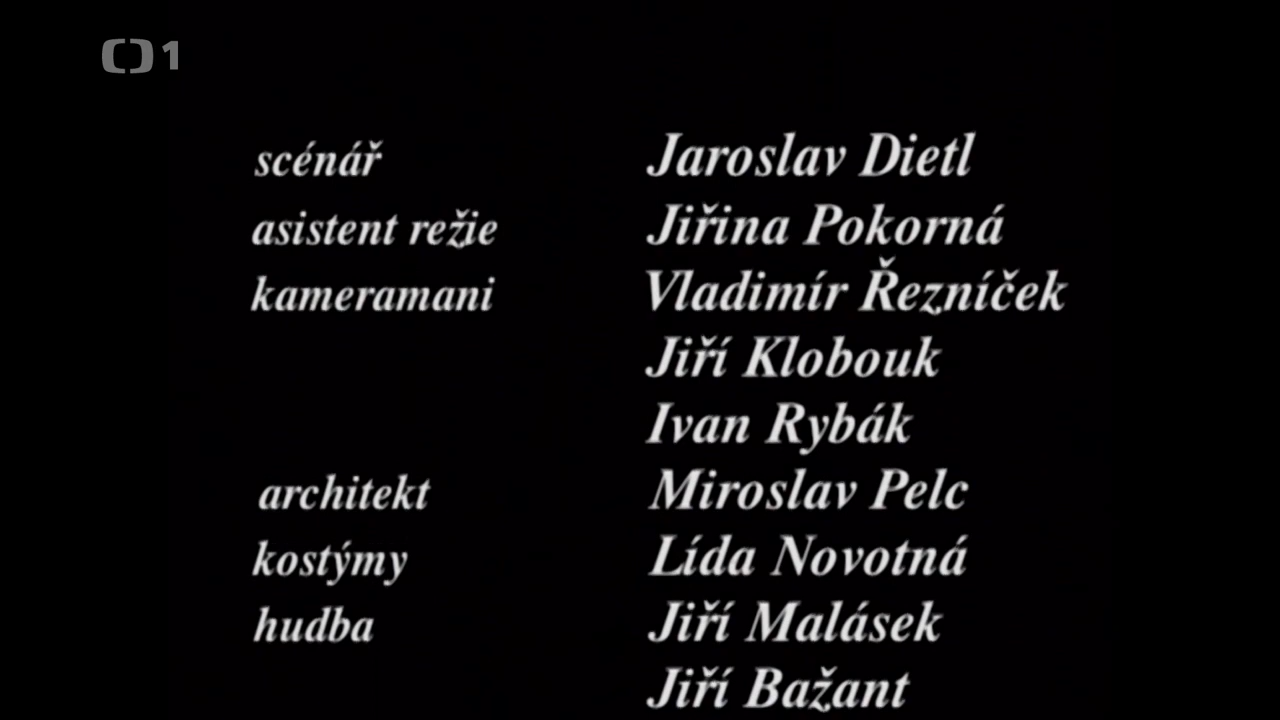 1
scénář Jaroslav Dietl
asistent režie Jiřina Pokorná
kameramani Vladimír Řezníček
Jiří Klobouk
Ivan Rybák
architekt Miroslav Pelc
kostýmy Lída Novotná
hudba Jiří Malásek
Jiří Bažant